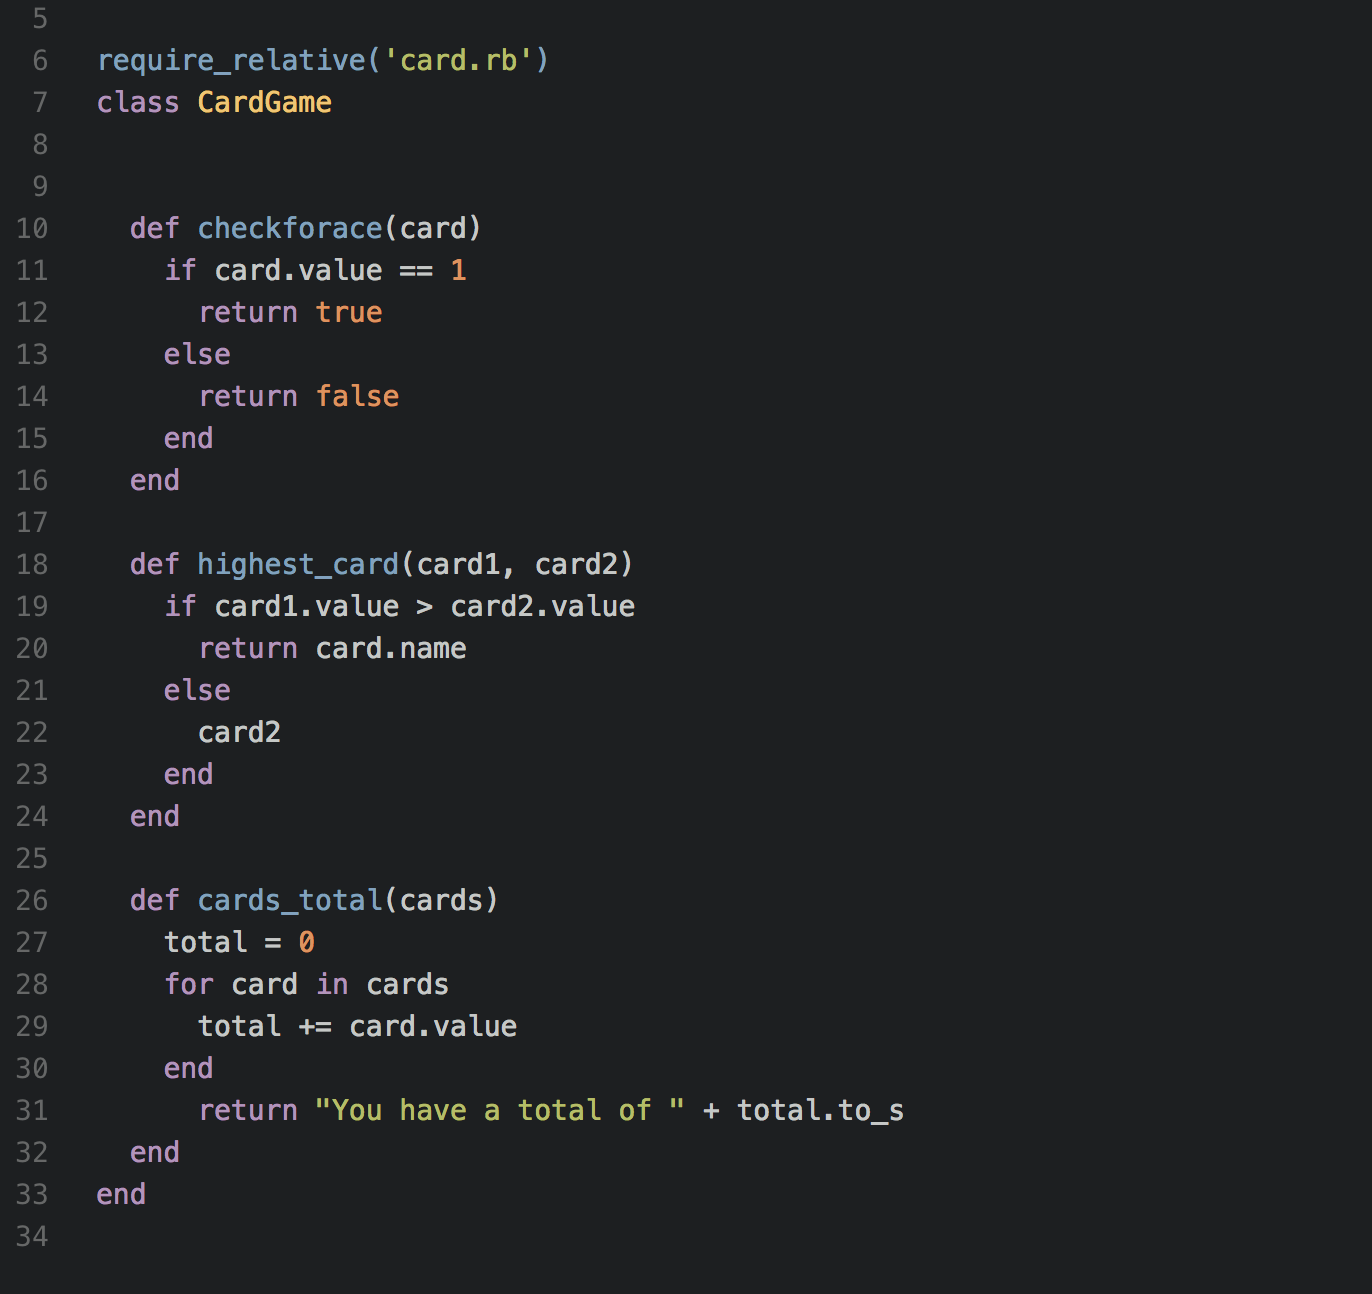 5
6 require_relative('card.rb')
7 class CardGame
8
9
10 def checkforace(card)
11 if card.value == 1
12 return true
13 else
14 return false
15 end
16 end
17
18 def highest_card(card1, card2)
19 if card1.value > card2.value
20 return card.name
21 else
22 card2
23 end
24 end
25
26 def cards_total(cards)
27 total = 0
28 for card in cards
29 total += card.value
30 end
31 return "You have a total of " + total.to_s
32 end
33 end
34